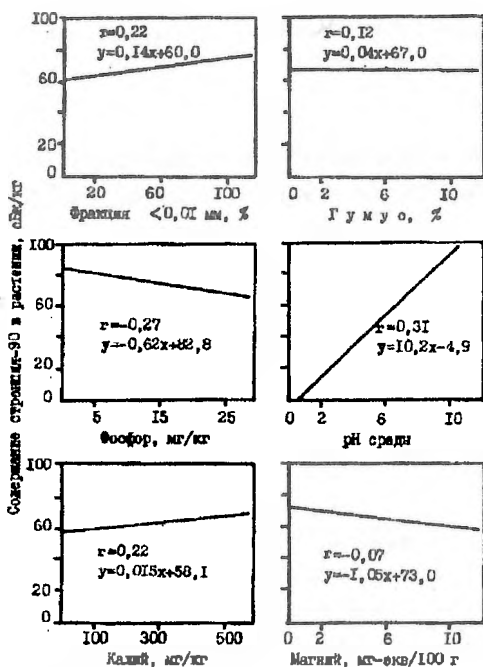 Содержание стронция-90 в растении, сБк/кг
100
60
20
0
r=0,22
y=0,14x+60,0
20 60 100
Фракция <0,01 мм, %
r=0,12
y=0,04x+67,0
0 2 6 10
Гумус, %
100
60
20
0
r=-0,27
y=-0,62x+82,8
5 15 25
Фосфор, мг/кг
r=0,31
y=10,2x-4,9
0 2 6 10
pH среды
100
60
20
0
r=0,22
y=0,015x+58,1
100 300 500
Калий, мг/кг
r=-0,07
y=-1,05x+73,0
0 2 6 10
Магний, мг-экв/100 г